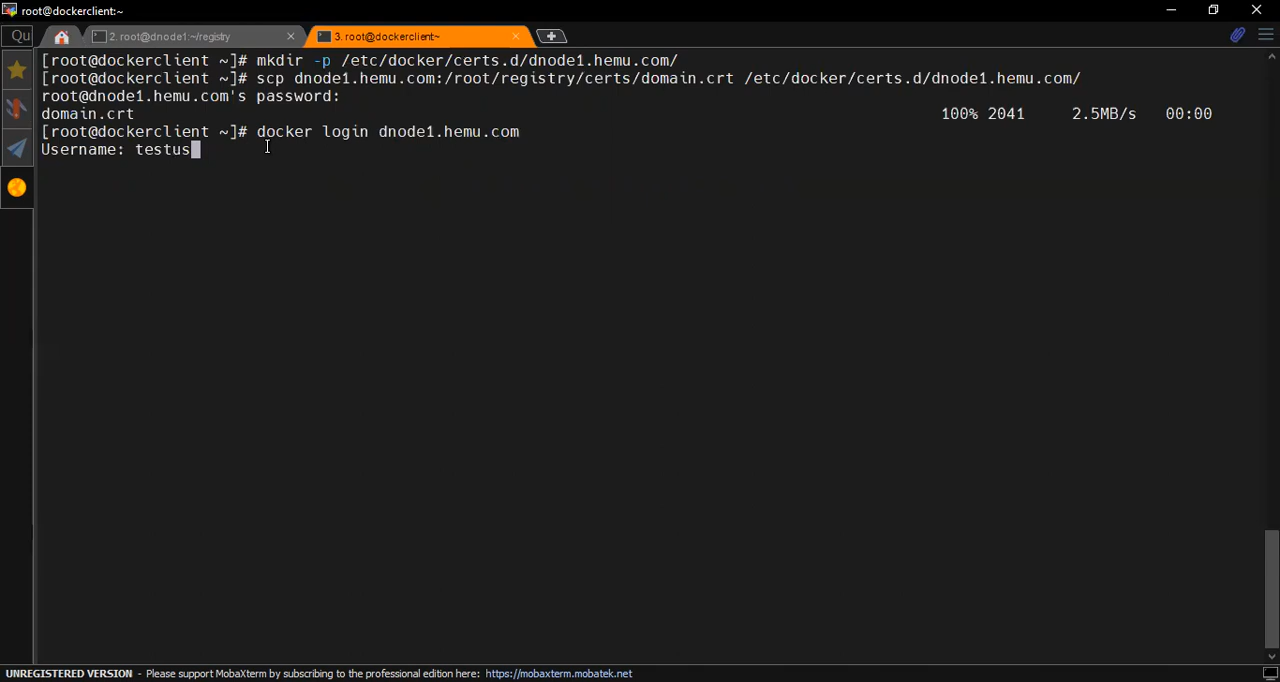 root@dockerclient:~
Qu
2. root@dnode1:~/registry
3. root@dockerclient~
[root@dockerclient ~]# mkdir -p /etc/docker/certs.d/dnode1.hemu.com/
[root@dockerclient ~]# scp dnode1.hemu.com:/root/registry/certs/domain.crt /etc/docker/certs.d/dnode1.hemu.com/
root@dnode1.hemu.com's password:
domain.crt 100% 2041 2.5MB/s 00:00
[root@dockerclient ~]# docker login dnode1.hemu.com
Username: testus
UNREGISTERED VERSION - Please support MobaXterm by subscribing to the professional edition here: https://mobaxterm.mobatek.net